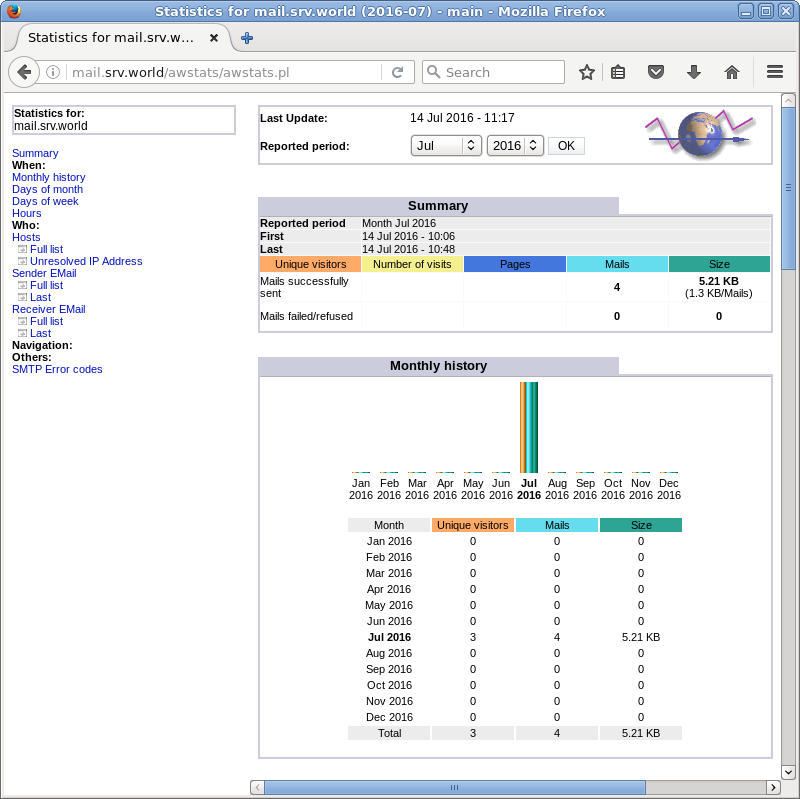 Statistics for mail.srv.world (2016-07) - main - Mozilla Firefox
Statistics for mail.srv.w...
mail.srv.world/awstats/awstats.pl
Search
Statistics for:
mail.srv.world
Summary
When:
Monthly history
Days of month
Days of week
Hours
Who:
Hosts
Full list
Unresolved IP Address
Sender EMail
Full list
Last
Receiver EMail
Full list
Last
Navigation:
Others:
SMTP Error codes
Last Update: 14 Jul 2016 - 11:17
Reported period: Jul 2016 OK
Summary
Reported period Month Jul 2016
First 14 Jul 2016 - 10:06
Last 14 Jul 2016 - 10:48
Unique visitors Number of visits Pages Mails Size
Mails successfully sent 4 5.21 KB
(1.3 KB/Mails)
Mails failed/refused 0 0
Monthly history
Jan Feb Mar Apr May Jun Jul Aug Sep Oct Nov Dec
2016 2016 2016 2016 2016 2016 2016 2016 2016 2016 2016 2016
Month Unique visitors Mails Size
Jan 2016 0 0 0
Feb 2016 0 0 0
Mar 2016 0 0 0
Apr 2016 0 0 0
May 2016 0 0 0
Jun 2016 0 0 0
Jul 2016 3 4 5.21 KB
Aug 2016 0 0 0
Sep 2016 0 0 0
Oct 2016 0 0 0
Nov 2016 0 0 0
Dec 2016 0 0 0
Total 3 4 5.21 KB